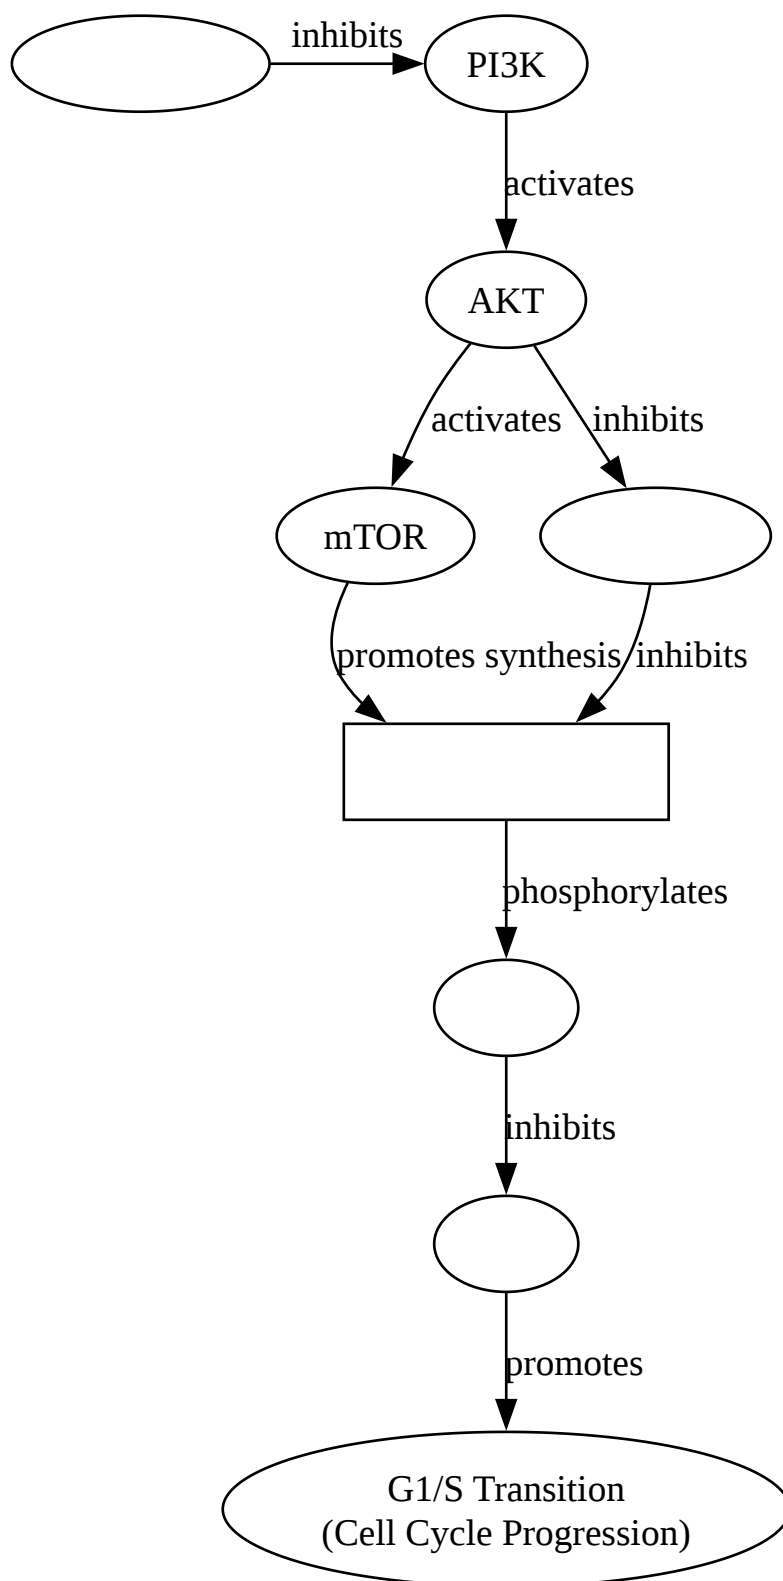 inhibits
PI3K
activates
AKT
activates
inhibits
mTOR
promotes synthesis
inhibits
phosphorylates
inhibits
promotes
G1/S Transition
(Cell Cycle Progression)